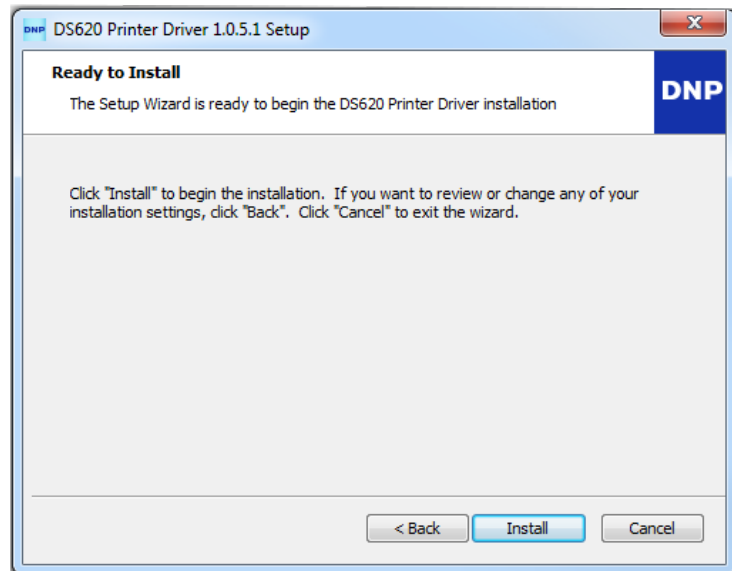 DNP DS620 Printer Driver 1.0.5.1 Setup
Ready to Install
The Setup Wizard is ready to begin the DS620 Printer Driver installation
DNP
Click "Install" to begin the installation.  If you want to review or change any of your
installation settings, click "Back".  Click "Cancel" to exit the wizard.
< Back Install Cancel